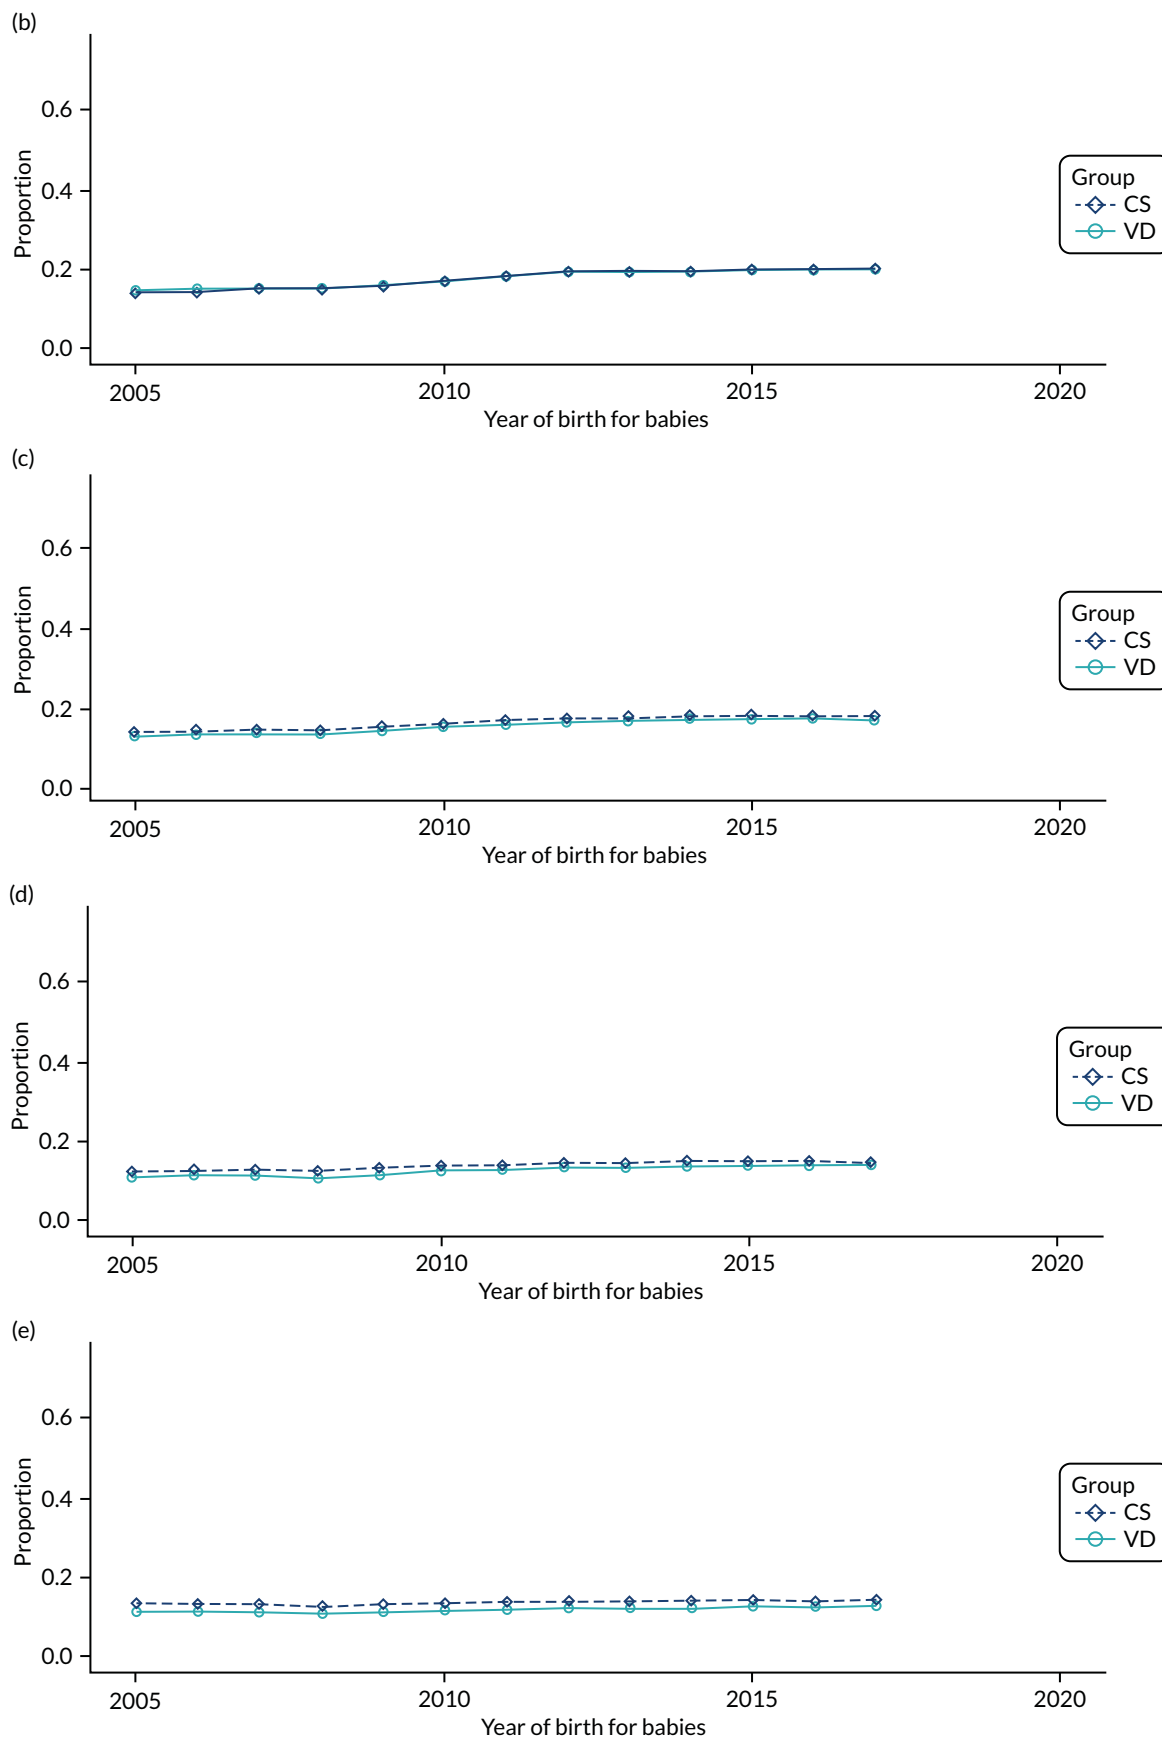 (b)
0.6
0.4
0.2
0.0
Proportion
2005 2010 2015 2020
Year of birth for babies
Group
CS
VD
(c)
0.6
0.4
0.2
0.0
Proportion
2005 2010 2015 2020
Year of birth for babies
Group
CS
VD
(d)
0.6
0.4
0.2
0.0
Proportion
2005 2010 2015 2020
Year of birth for babies
Group
CS
VD
(e)
0.6
0.4
0.2
0.0
Proportion
2005 2010 2015 2020
Year of birth for babies
Group
CS
VD